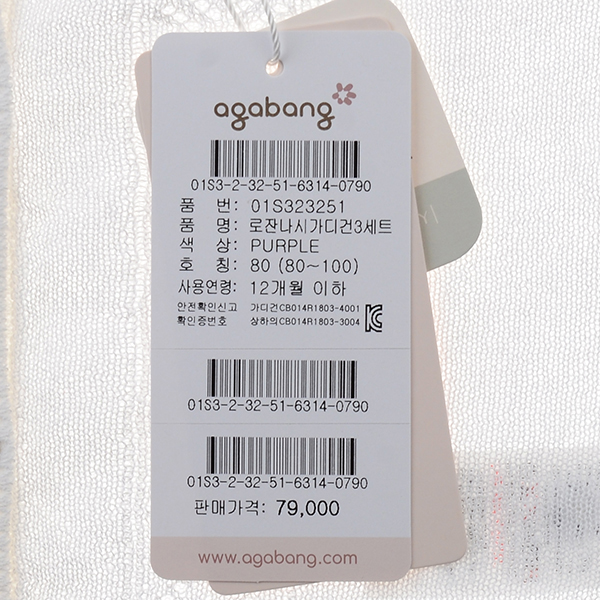 agabang
01S3-2-32-51-6314-0790
품 번: 01S323251
품 명: 로잔나시가디건3세트
색 상: PURPLE
호 칭: 80 (80~100)
사용연령: 12개월 이하
안전확인신고 가디건CB014R1803-4001
확인증번호 상하의CB014R1803-3004
01S3-2-32-51-6314-0790
01S3-2-32-51-6314-0790
판매가격: 79,000
www.agabang.com